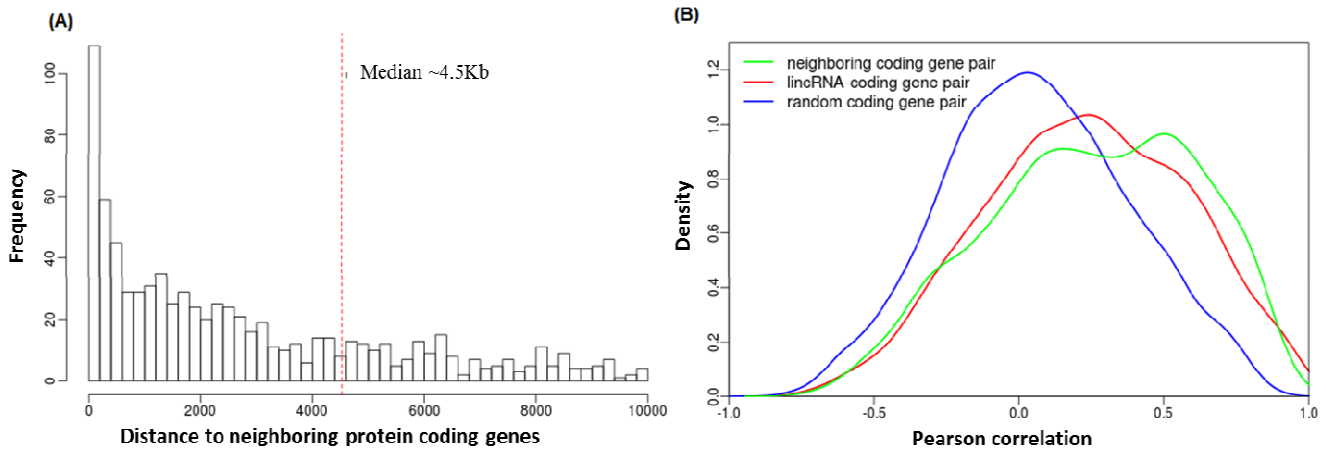 (A)
Median ~4.5Kb
Frequency
0
20
40
60
80
100
0
2000
4000
6000
8000
10000
Distance to neighboring protein coding genes
(B)
neighboring coding gene pair
lincRNA-coding gene pair
random coding gene pair
Density
0.0
0.2
0.4
0.6
0.8
1.0
1.2
-1.0
-0.5
0.0
0.5
1.0
Pearson correlation